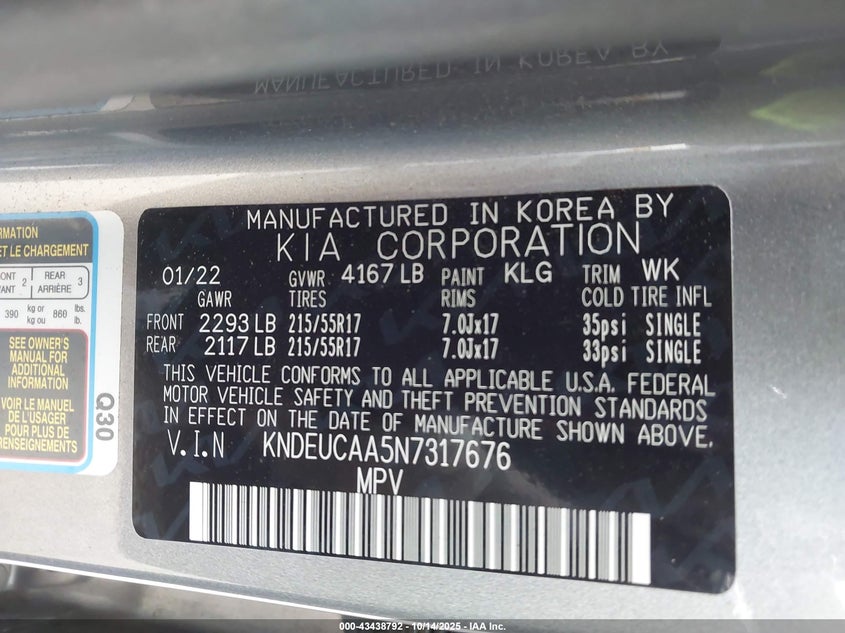 MANUFACTURED IN KOREA BY
MANUFACTURED IN KOREA BY
KIA CORPORATION
01/22 GVWR 4167 LB PAINT KLG TRIM WK
GAWR TIRES RIMS COLD TIRE INFL
FRONT 2293 LB 215/55R17 7.0Jx17 35psi SINGLE
REAR 2117 LB 215/55R17 7.0Jx17 33psi SINGLE
THIS VEHICLE CONFORMS TO ALL APPLICABLE U.S.A. FEDERAL
MOTOR VEHICLE SAFETY AND THEFT PREVENTION STANDARDS
IN EFFECT ON THE DATE OF MANUFACTURE SHOWN ABOVE.
V.I.N KNDEUCAA5N7317676
MPV
ET LE CHARGEMENT
2 REAR 3
ARRIÈRE
390 kg or kg ou 860 lbs. lb.
SEE OWNER'S
MANUAL FOR
ADDITIONAL
INFORMATION
VOIR LE MANUEL
DE L'USAGER
POUR PLUS DE
RENSEIGNEMENTS
Q30
000-43438792 - 10/14/2025 - IAA Inc.